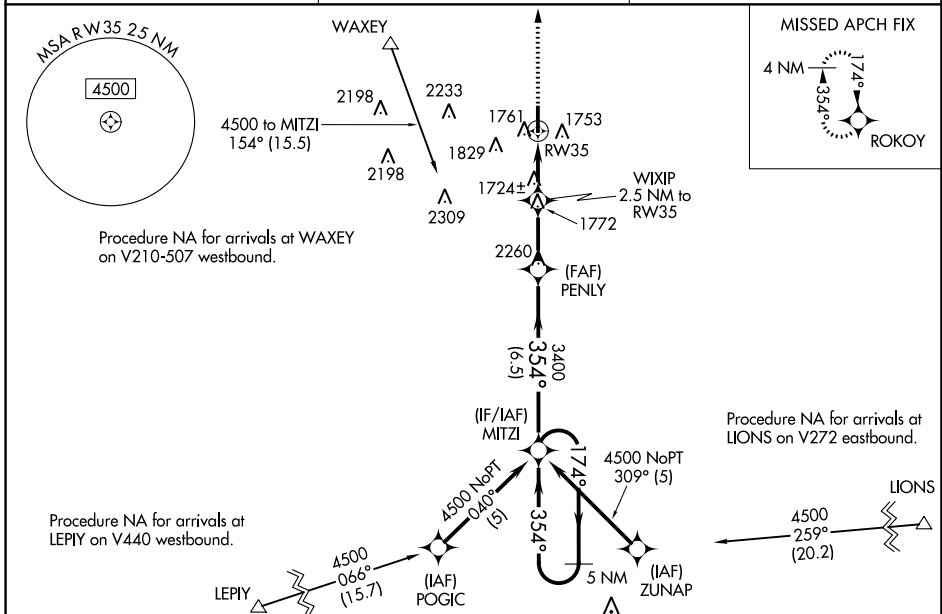 MSA RW35 25 NM
4500
WAXEY
4500 to MITZI
154° (15.5)
2198
2233
2198
2309
1761
1753
1829
RW35
MISSED APCH FIX
4 NM
354°
174°
ROKOY
WIXIP
2.5 NM to
RW35
1724±
1772
Procedure NA for arrivals at WAXEY
on V210-507 westbound.
2260
(FAF)
PENLY
3400
354°
(6.5)
(IF/IAF)
MITZI
Procedure NA for arrivals at
LIONS on V272 eastbound.
4500 NoPT
040°
(5)
174°
354°
4500 NoPT
309° (5)
LIONS
4500
259°
(20.2)
Procedure NA for arrivals at
LEPIY on V440 westbound.
LEPIY
4500
066°
(15.7)
(IAF)
POGIC
5 NM
(IAF)
ZUNAP